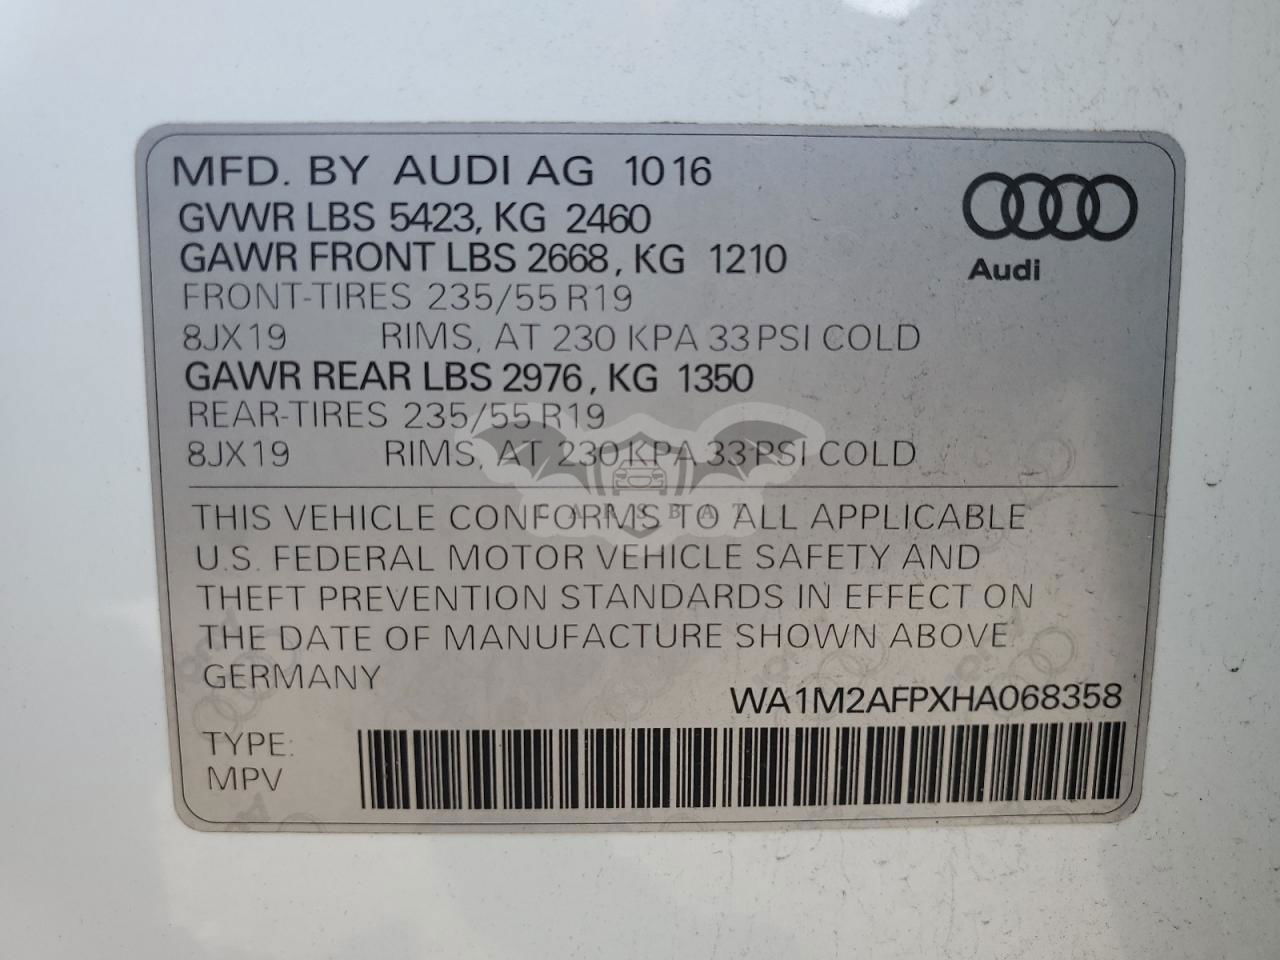 MFD. BY AUDI AG 10 16
GVWR LBS 5423, KG 2460
GAWR FRONT LBS 2668, KG 1210
FRONT-TIRES 235/55 R19
8JX19 RIMS, AT 230 KPA 33 PSI COLD
GAWR REAR LBS 2976, KG 1350
REAR-TIRES 235/55 R19
8JX19 RIMS, AT 230 KPA 33 PSI COLD
Audi
CARSBAT
THIS VEHICLE CONFORMS TO ALL APPLICABLE
U.S. FEDERAL MOTOR VEHICLE SAFETY AND
THEFT PREVENTION STANDARDS IN EFFECT ON
THE DATE OF MANUFACTURE SHOWN ABOVE.
GERMANY
WA1M2AFPXHA068358
TYPE:
MPV